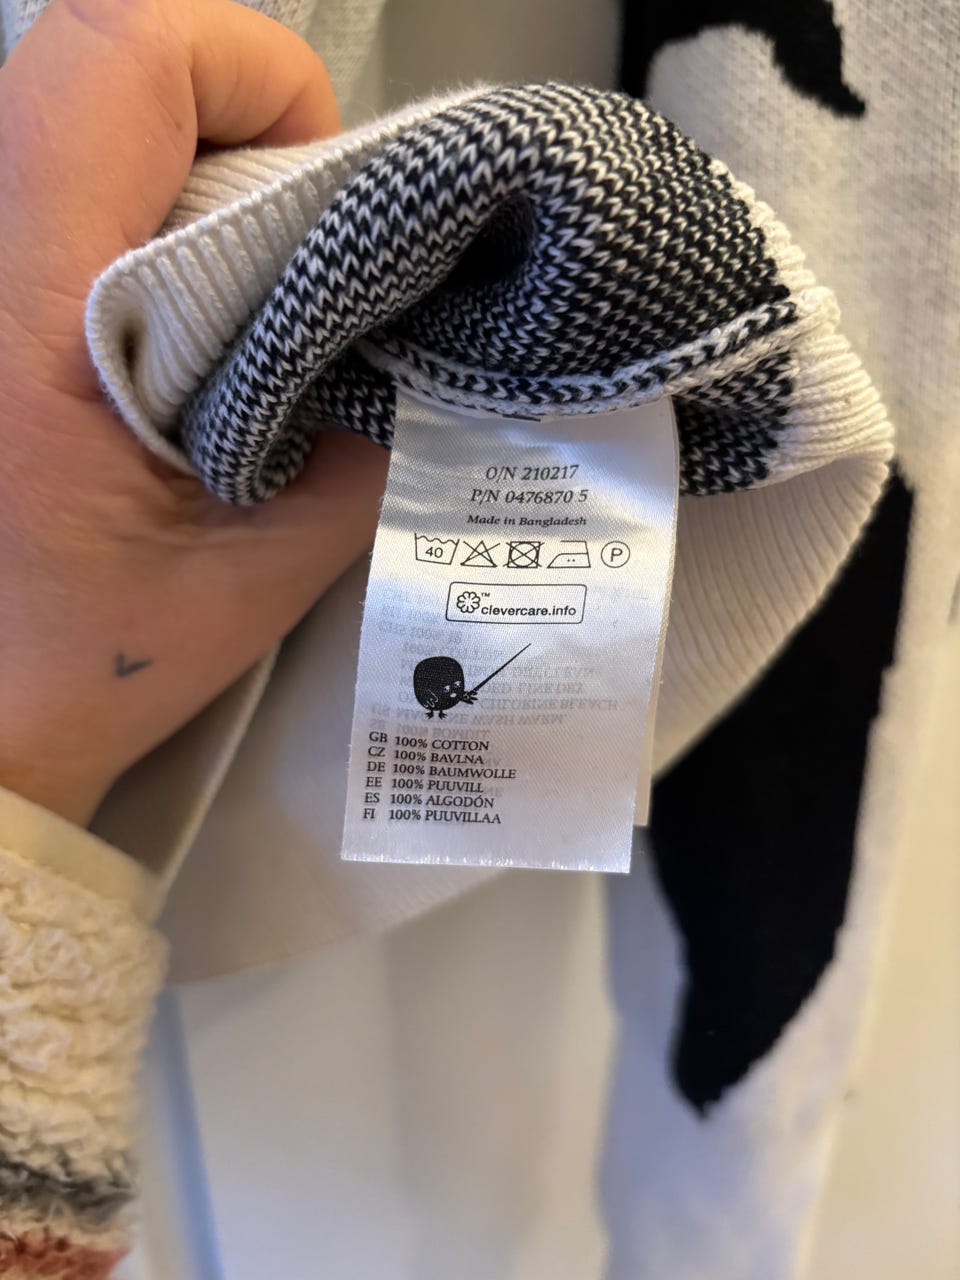 O/N 210217
P/N 0476870 5
Made in Bangladesh
40 P
™ clevercare.info
GB 100% COTTON
CZ 100% BAVLNA
DE 100% BAUMWOLLE
EE 100% PUUVILL
ES 100% ALGODÓN
FI 100% PUUVILLAA